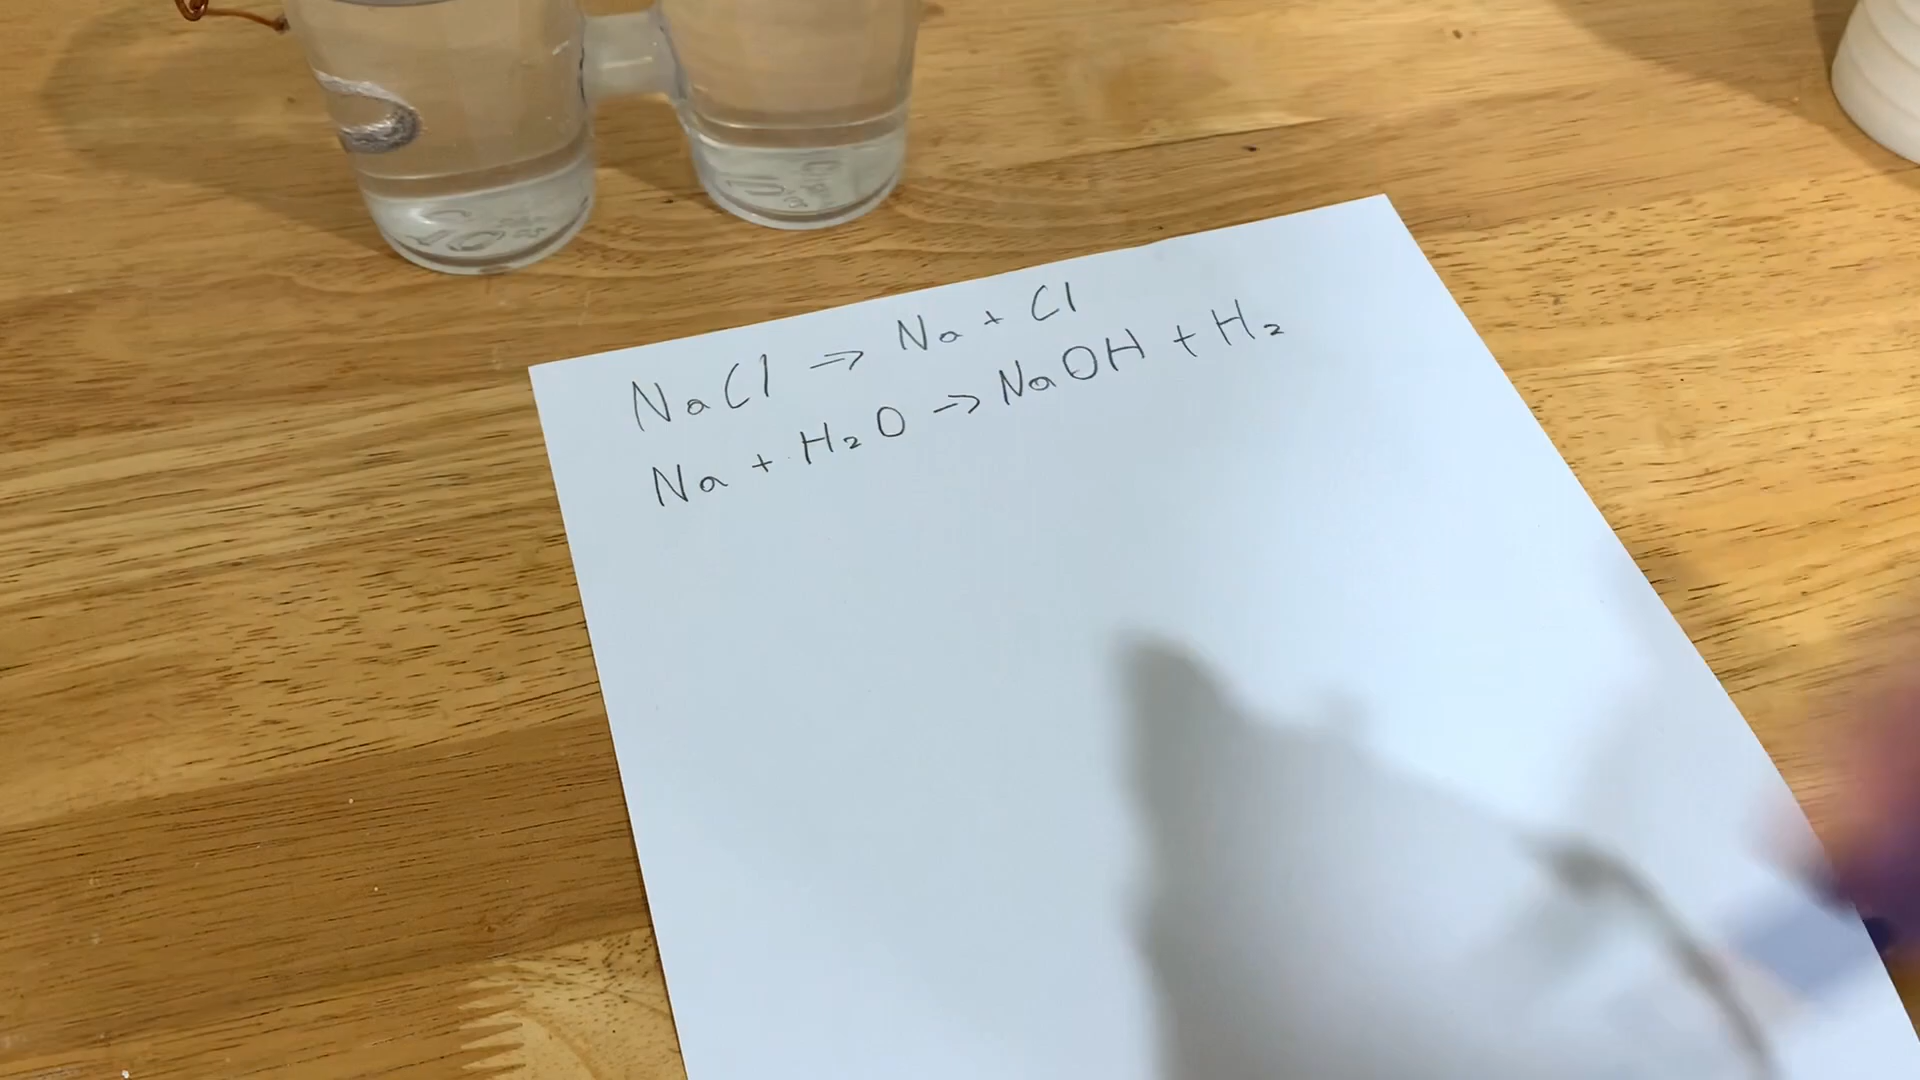 NaCl → Na + Cl
Na + H₂O → NaOH + H₂